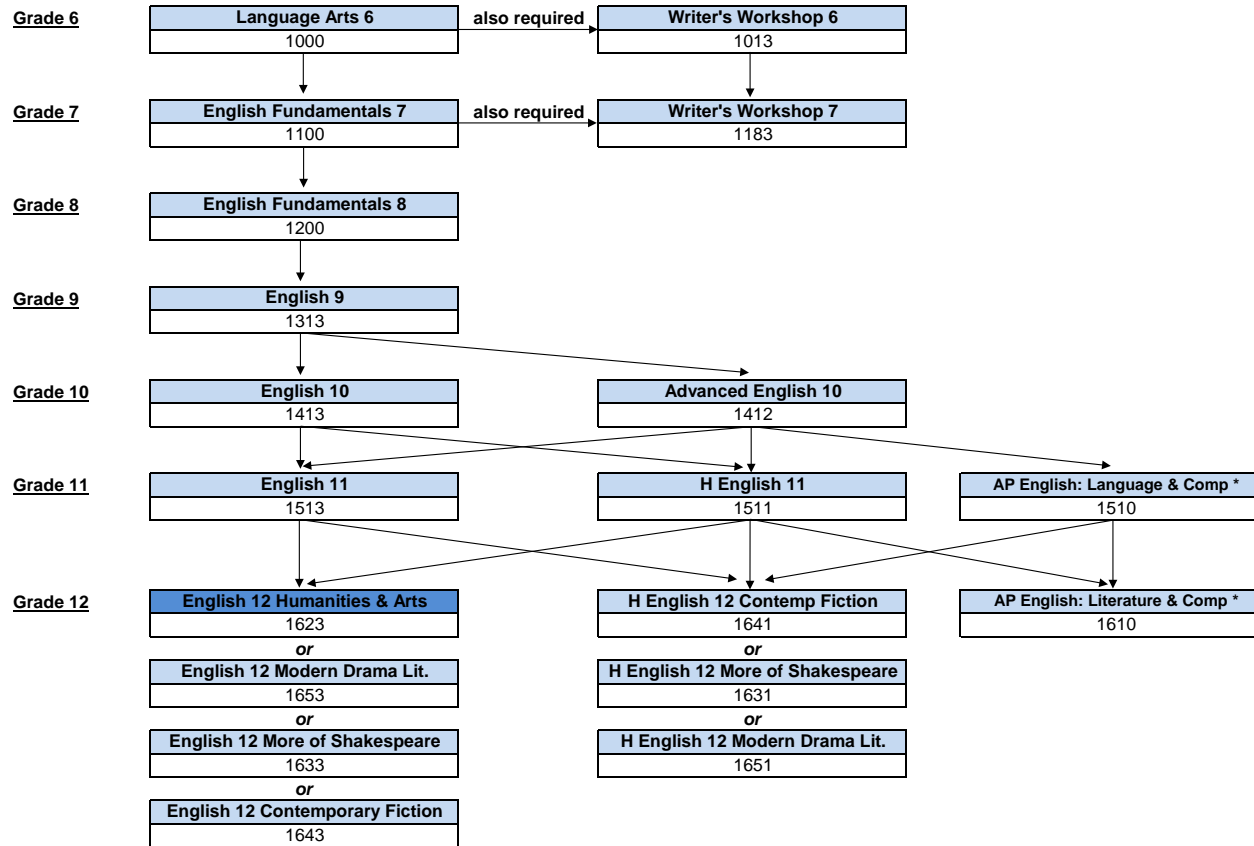 Grade 6
Language Arts 6
also required
Writer's Workshop 6
1000
1013
Grade 7
English Fundamentals 7
also required
Writer's Workshop 7
1100
1183
Grade 8
English Fundamentals 8
1200
Grade 9
English 9
1313
Grade 10
English 10
Advanced English 10
1413
1412
Grade 11
English 11
H English 11
AP English: Language & Comp *
1513
1511
1510
Grade 12
English 12 Humanities & Arts
H English 12 Contemp Fiction
AP English: Literature & Comp *
1623
1641
1610
or
or
English 12 Modern Drama Lit.
H English 12 More of Shakespeare
1653
1631
or
or
English 12 More of Shakespeare
H English 12 Modern Drama Lit.
1633
1651
or
English 12 Contemporary Fiction
1643